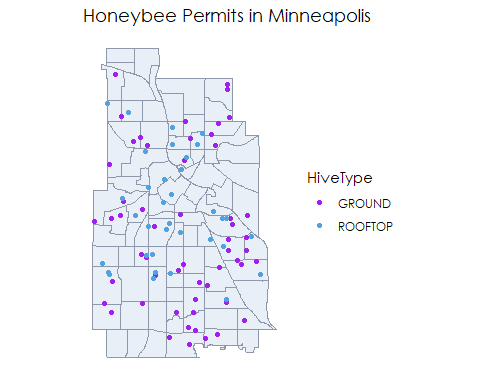 Honeybee Permits in Minneapolis
HiveType
GROUND
ROOFTOP